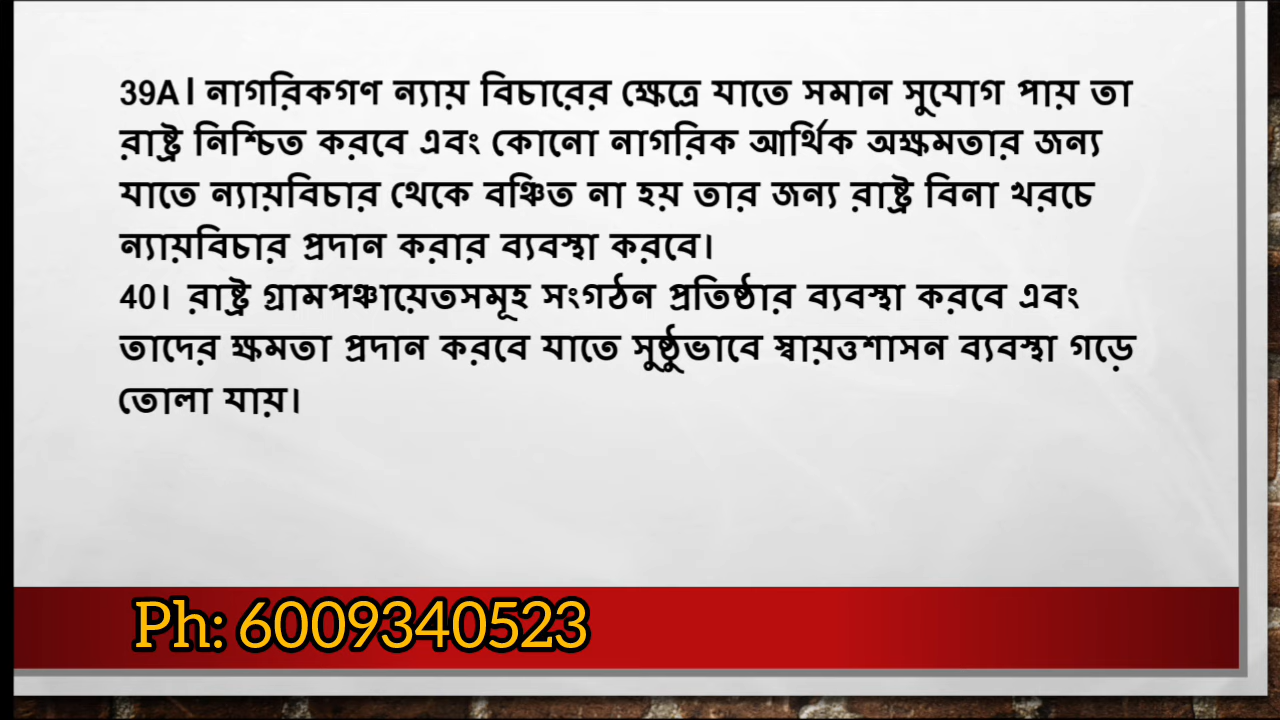 39A। নাগরিকগণ ন্যায় বিচারের ক্ষেত্রে যাতে সমান সুযোগ পায় তা
রাষ্ট্র নিশ্চিত করবে এবং কোনো নাগরিক আর্থিক অক্ষমতার জন্য
যাতে ন্যায়বিচার থেকে বঞ্চিত না হয় তার জন্য রাষ্ট্র বিনা খরচে
ন্যায়বিচার প্রদান করার ব্যবস্থা করবে।
40। রাষ্ট্র গ্রামপঞ্চায়েতসমূহ সংগঠন প্রতিষ্ঠার ব্যবস্থা করবে এবং
তাদের ক্ষমতা প্রদান করবে যাতে সুষ্ঠুভাবে স্বায়ত্তশাসন ব্যবস্থা গড়ে
তোলা যায়।
Ph: 6009340523